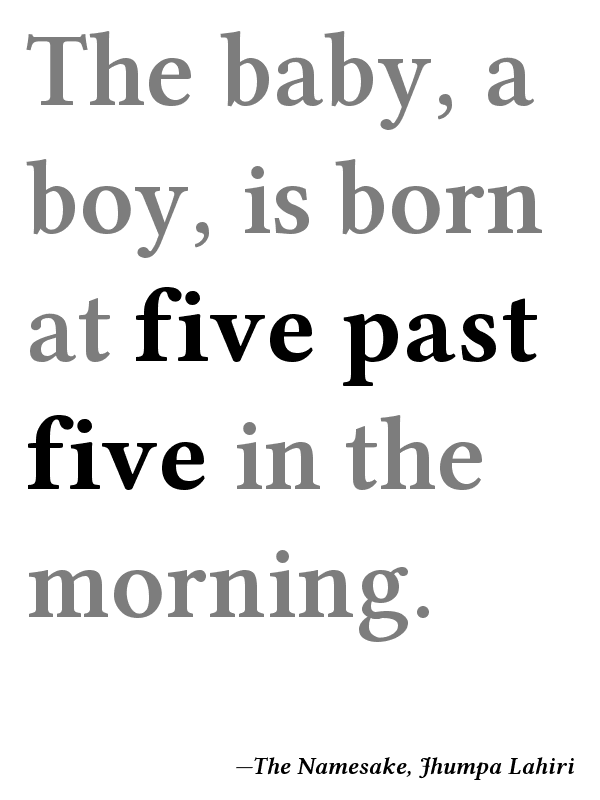 The baby, a
boy, is born
at five past
five in the
morning.
—The Namesake, Jhumpa Lahiri